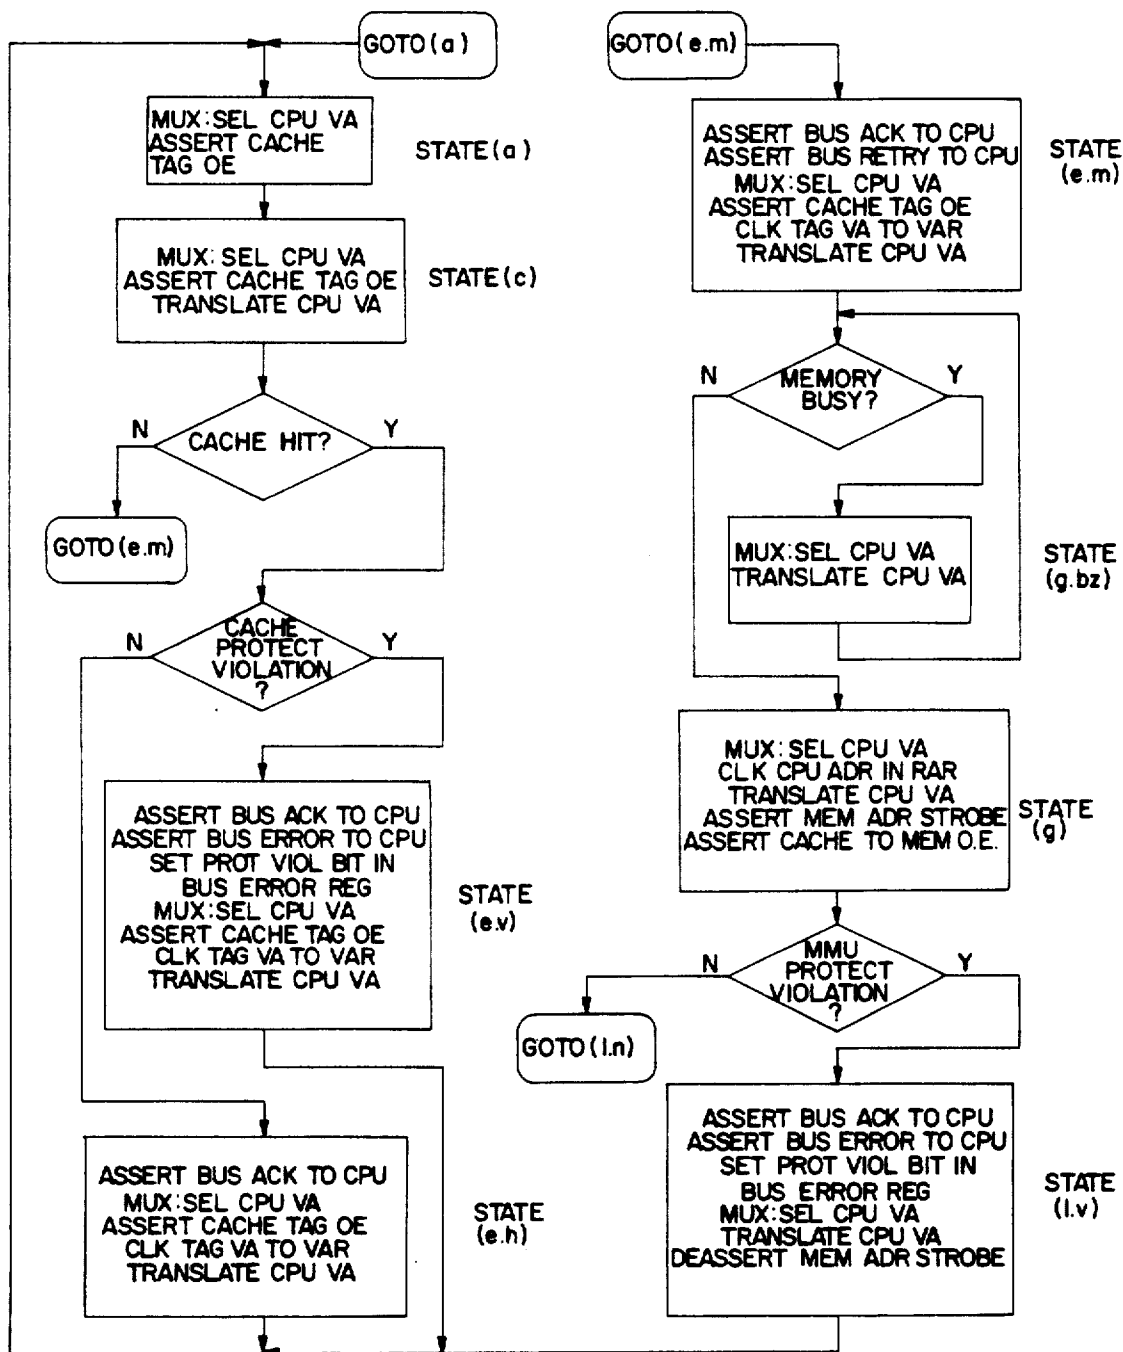 GOTO(a)
MUX:SEL CPU VA
ASSERT CACHE
TAG OE
STATE(a)
MUX:SEL CPU VA
ASSERT CACHE TAG OE
TRANSLATE CPU VA
STATE(c)
N
CACHE HIT?
Y
GOTO(e.m)
N
CACHE
PROTECT
VIOLATION
?
Y
ASSERT BUS ACK TO CPU
ASSERT BUS ERROR TO CPU
SET PROT VIOL BIT IN
BUS ERROR REG
MUX:SEL CPU VA
ASSERT CACHE TAG OE
CLK TAG VA TO VAR
TRANSLATE CPU VA
STATE
(e.v)
ASSERT BUS ACK TO CPU
MUX:SEL CPU VA
ASSERT CACHE TAG OE
CLK TAG VA TO VAR
TRANSLATE CPU VA
STATE
(e.h)
GOTO(e.m)
ASSERT BUS ACK TO CPU
ASSERT BUS RETRY TO CPU
MUX:SEL CPU VA
ASSERT CACHE TAG OE
CLK TAG VA TO VAR
TRANSLATE CPU VA
STATE
(e.m)
N
MEMORY
BUSY?
Y
MUX:SEL CPU VA
TRANSLATE CPU VA
STATE
(g.bz)
MUX:SEL CPU VA
CLK CPU ADR IN RAR
TRANSLATE CPU VA
ASSERT MEM ADR STROBE
ASSERT CACHE TO MEM O.E.
STATE
(g)
N
MMU
PROTECT
VIOLATION
?
Y
GOTO(l.n)
ASSERT BUS ACK TO CPU
ASSERT BUS ERROR TO CPU
SET PROT VIOL BIT IN
BUS ERROR REG
MUX:SEL CPU VA
TRANSLATE CPU VA
DEASSERT MEM ADR STROBE
STATE
(l.v)